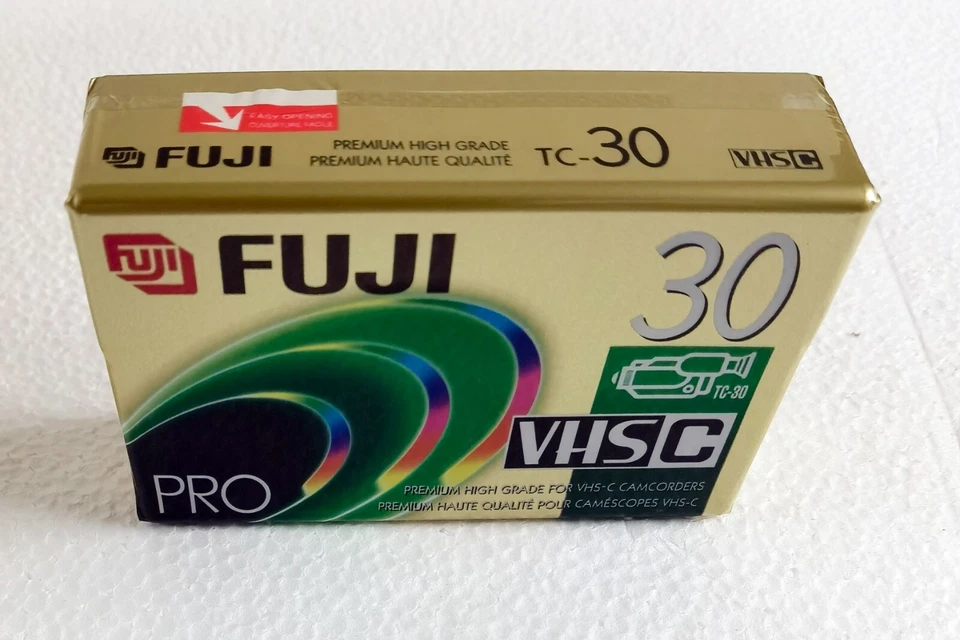 EASY OPENING
OUVERTURE FACILE
FUJI FUJI
PREMIUM HIGH GRADE
PREMIUM HAUTE QUALITÉ
TC-30
VHS C
FUJI FUJI
30
TC-30
VHS C
PRO
PREMIUM HIGH GRADE FOR VHS-C CAMCORDERS
PREMIUM HAUTE QUALITÉ POUR CAMÉSCOPES VHS-C